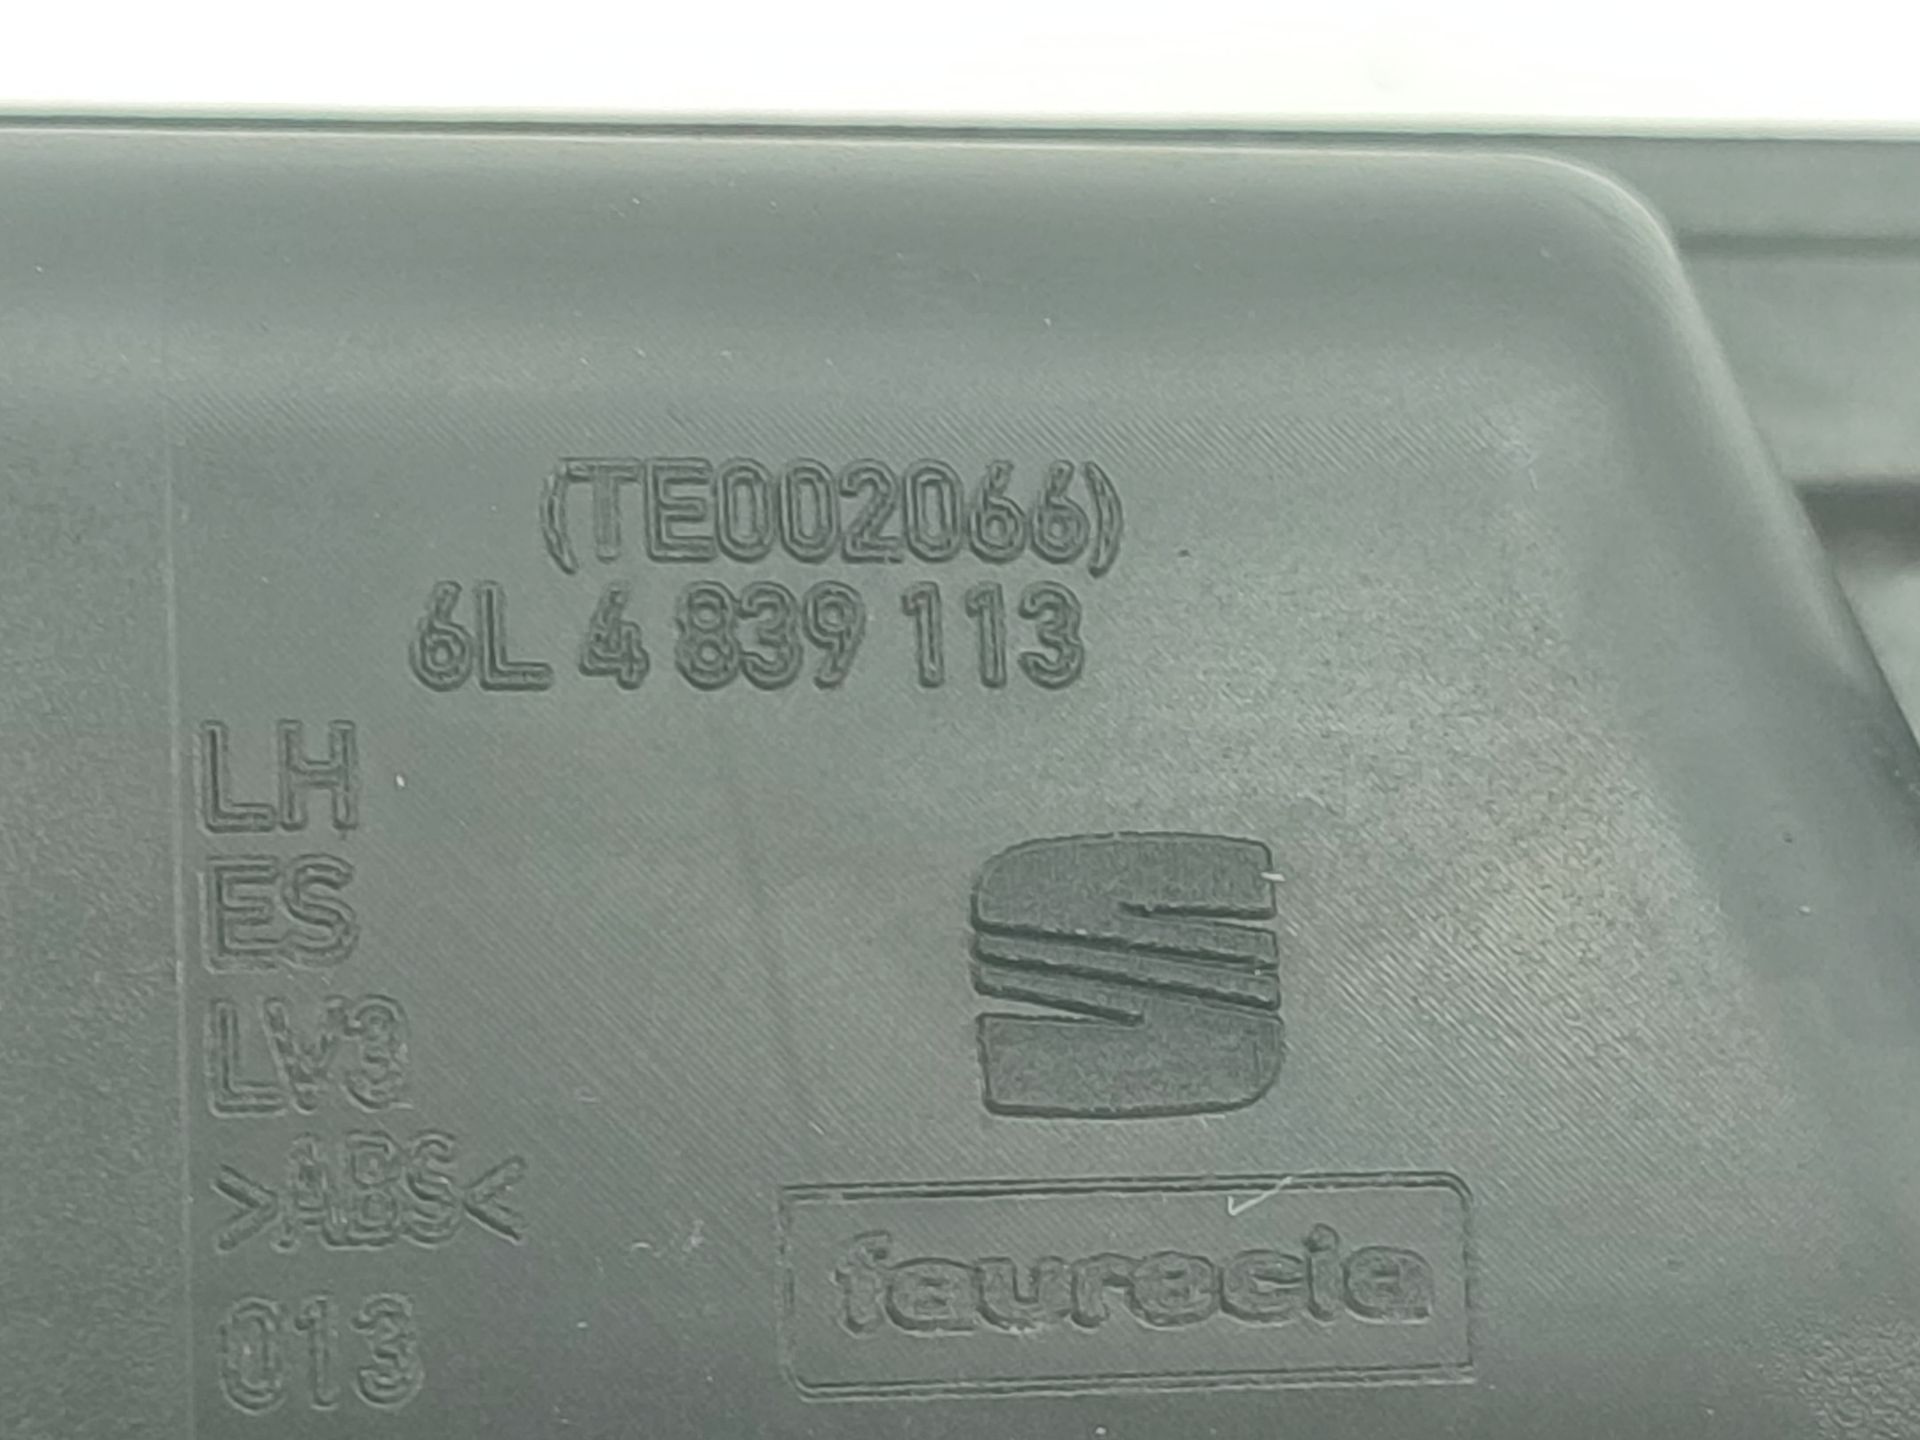 (TE002066)
6L 4 839 113
LH
ES
LV3
>ABS<
faurecia
013